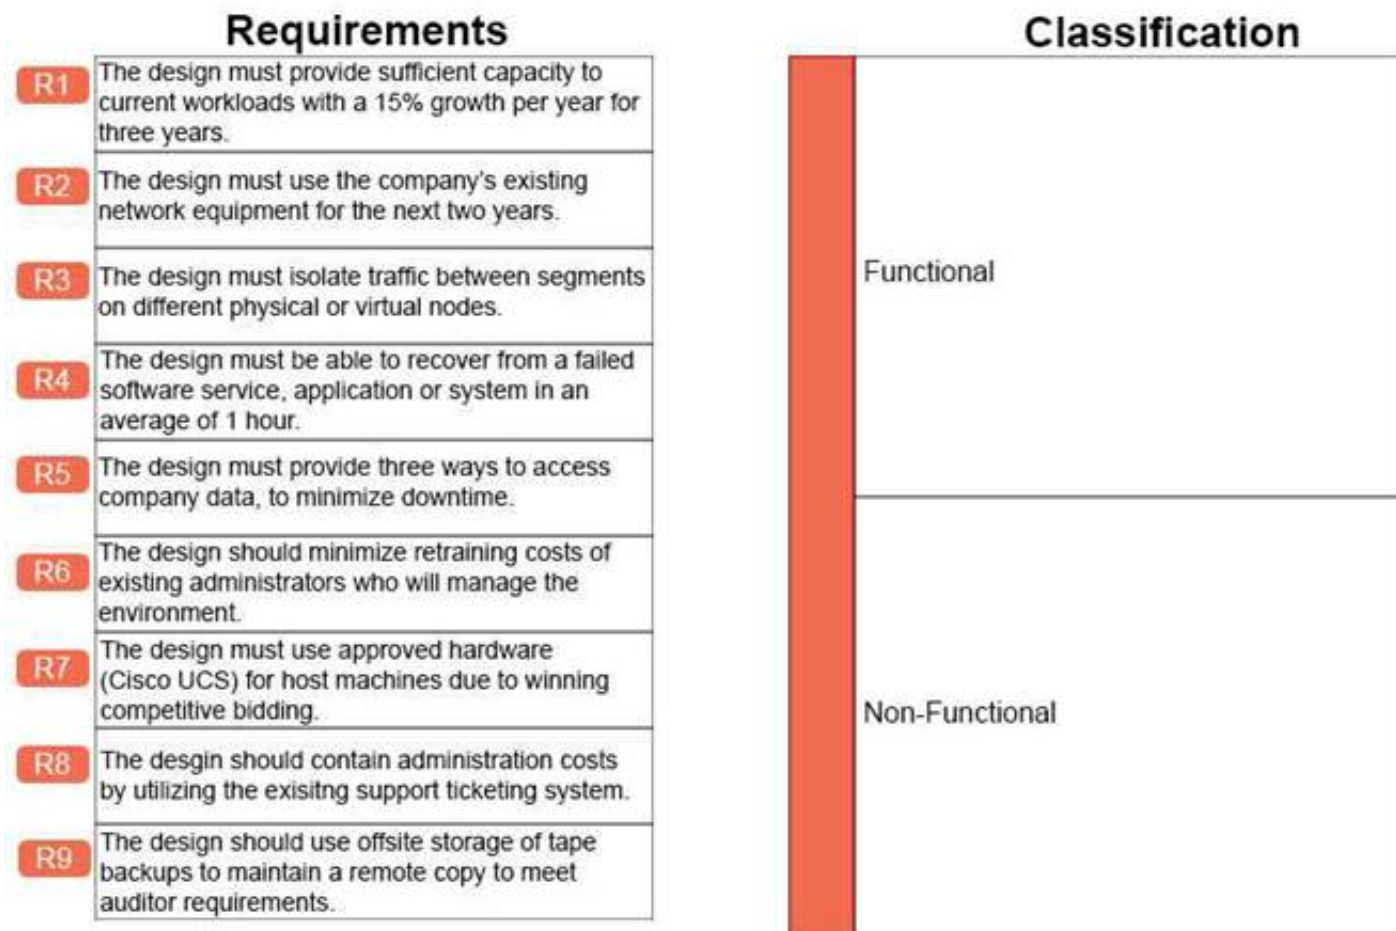 Requirements
R1
The design must provide sufficient capacity to
current workloads with a 15% growth per year for
three years.
R2
The design must use the company's existing
network equipment for the next two years.
R3
The design must isolate traffic between segments
on different physical or virtual nodes.
R4
The design must be able to recover from a failed
software service, application or system in an
average of 1 hour.
R5
The design must provide three ways to access
company data, to minimize downtime.
R6
The design should minimize retraining costs of
existing administrators who will manage the
environment.
R7
The design must use approved hardware
(Cisco UCS) for host machines due to winning
competitive bidding.
R8
The desgin should contain administration costs
by utilizing the exisitng support ticketing system.
R9
The design should use offsite storage of tape
backups to maintain a remote copy to meet
auditor requirements.
Classification
Functional
Non-Functional